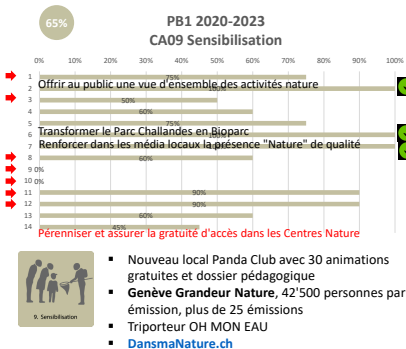 65%
PB1 2020-2023
CA09 Sensibilisation
0% 10% 20% 30% 40% 50% 60% 70% 80% 90% 100%
1 75%
Offrir au public une vue d'ensemble des activités nature
2 100%
3 50%
4 60%
5 75%
Transformer le Parc Challandes en Bioparc
6 100%
Renforcer dans les média locaux la présence "Nature" de qualité
7 100%
8 60%
9 0%
10 0%
11 90%
12 90%
13 60%
14 45%
Pérenniser et assurer la gratuité d'accès dans les Centres Nature
9. Sensibilisation
▪ Nouveau local Panda Club avec 30 animations
gratuites et dossier pédagogique
▪ Genève Grandeur Nature, 42'500 personnes par
émission, plus de 25 émissions
▪ Triporteur OH MON EAU
▪ DansmaNature.ch